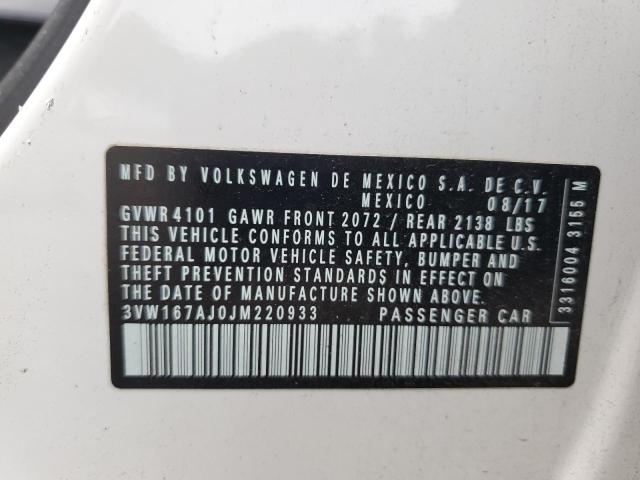 MFD BY VOLKSWAGEN DE MEXICO S.A. DE C.V.
MEXICO 08/17
GVWR 4101 GAWR FRONT 2072 / REAR 2138 LBS
THIS VEHICLE CONFORMS TO ALL APPLICABLE U.S.
FEDERAL MOTOR VEHICLE SAFETY, BUMPER AND
THEFT PREVENTION STANDARDS IN EFFECT ON
THE DATE OF MANUFACTURE SHOWN ABOVE.
3VW167AJ0JM220933 PASSENGER CAR
3316004 3155 M